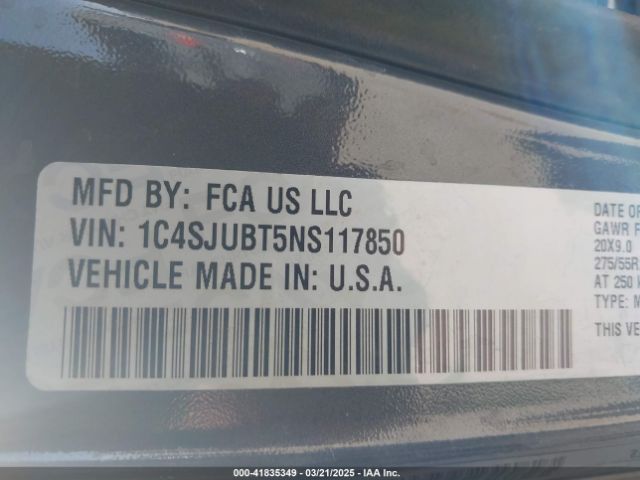 MFD BY: FCA US LLC
VIN: 1C4SJUBT5NS117850
VEHICLE MADE IN: U.S.A.
DATE OF
GAWR F
20X9.0
275/55R
AT 250
TYPE: M
THIS VE
000-41835349 | 03/21/2025 - IAA Inc.